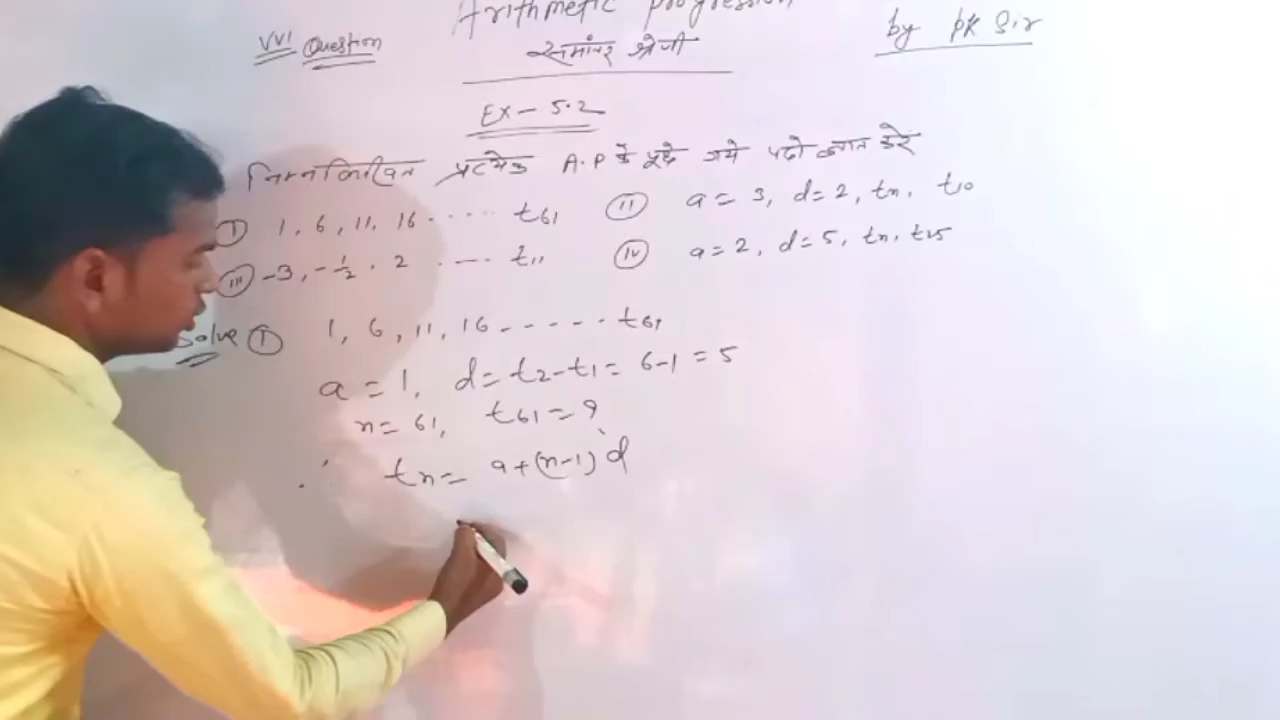 Arithmetic Progression
VVI Question
समांतर श्रेणी
by PK Sir
Ex- 5.2
निम्नलिखित प्रत्येक A.P के पूछे गये पदो ज्ञात करें
(I) 1, 6, 11, 16 ..... t61
(II) a = 3, d = 2, tn, t10
(III) -3, -1/2, 2 .... t11
(IV) a = 2, d = 5, tn, t25
Solve (I) 1, 6, 11, 16 ------ t61
a = 1, d = t2-t1 = 6-1 = 5
n = 61, t61 = ?
∴ tn = a+(n-1)d